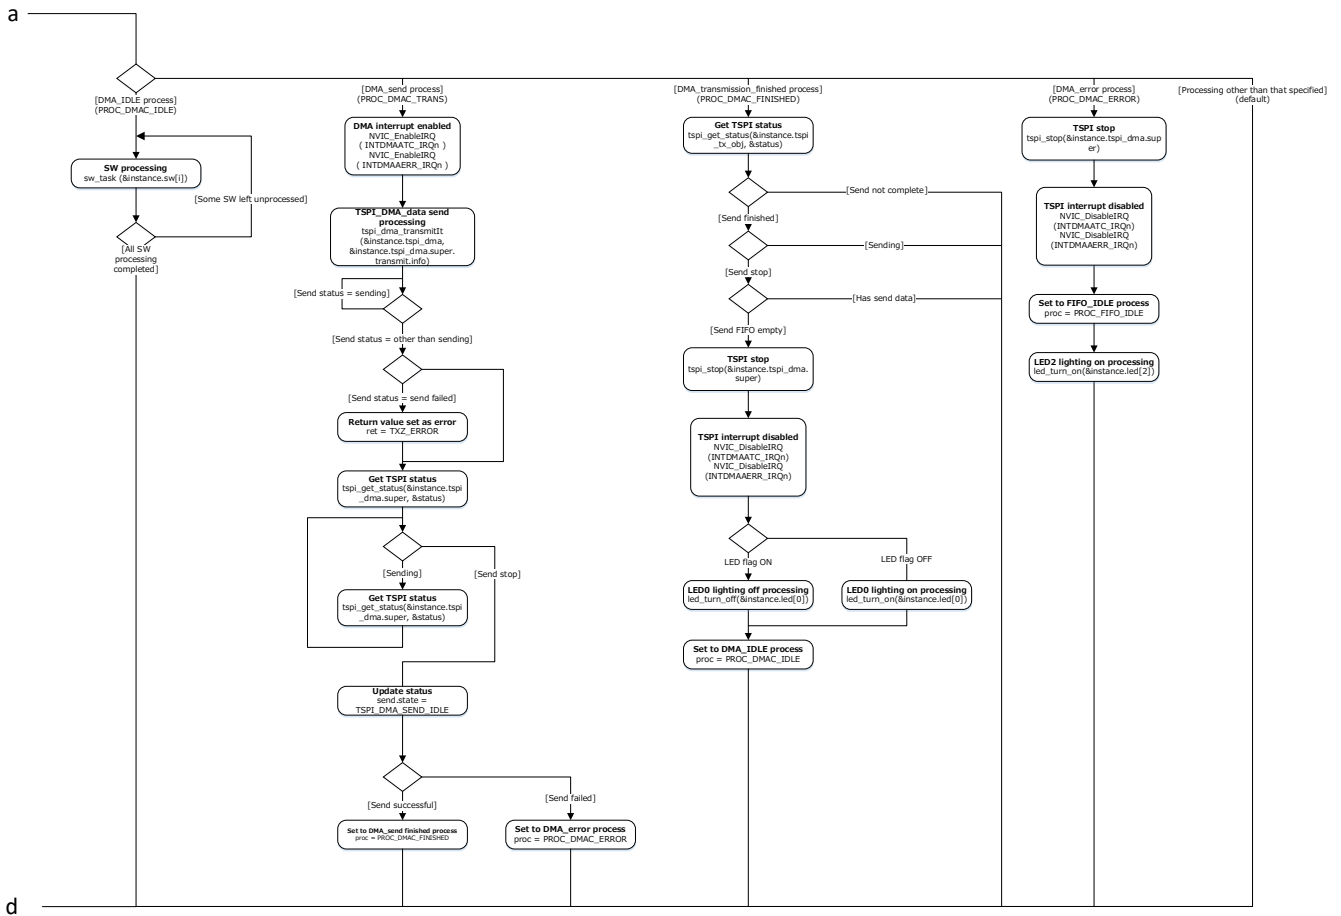 a
[DMA_IDLE process]
(PROC_DMAC_IDLE)
SW processing
sw_task (&instance.sw[i])
[Some SW left unprocessed]
[All SW
processing
completed]
[DMA_send process]
(PROC_DMAC_TRANS)
DMA interrupt enabled
NVIC_EnableIRQ
( INTDMAATC_IRQn )
NVIC_EnableIRQ
( INTDMAAERR_IRQn )
TSPI_DMA_data send
processing
tspi_dma_transmitIt
(&instance.tspi_dma,
&instance.tspi_dma.super.
transmit.info)
[Send status = sending]
[Send status = other than sending]
[Send status = send failed]
Return value set as error
ret = TXZ_ERROR
Get TSPI status
tspi_get_status(&instance.tspi
_dma.super, &status)
[Sending]
[Send stop]
Get TSPI status
tspi_get_status(&instance.tspi
_dma.super, &status)
Update status
send.state =
TSPI_DMA_SEND_IDLE
[Send successful]
[Send failed]
Set to DMA_send finished process
proc = PROC_DMAC_FINISHED
Set to DMA_error process
proc = PROC_DMAC_ERROR
[DMA_transmission_finished process]
(PROC_DMAC_FINISHED)
Get TSPI status
tspi_get_status(&instance.tspi
_tx_obj, &status)
[Send not complete]
[Send finished]
[Sending]
[Send stop]
[Has send data]
[Send FIFO empty]
TSPI stop
tspi_stop(&instance.tspi_dma.
super)
TSPI interrupt disabled
NVIC_DisableIRQ
(INTDMAATC_IRQn)
NVIC_DisableIRQ
(INTDMAAERR_IRQn)
LED flag ON
LED flag OFF
LED0 lighting off processing
led_turn_off(&instance.led[0])
LED0 lighting on processing
led_turn_on(&instance.led[0])
Set to DMA_IDLE process
proc = PROC_DMAC_IDLE
[DMA_error process]
(PROC_DMAC_ERROR)
TSPI stop
tspi_stop(&instance.tspi_dma.sup
er)
TSPI interrupt disabled
NVIC_DisableIRQ
(INTDMAATC_IRQn)
NVIC_DisableIRQ
(INTDMAAERR_IRQn)
Set to FIFO_IDLE process
proc = PROC_FIFO_IDLE
LED2 lighting on processing
led_turn_on(&instance.led[2])
[Processing other than that specified]
(default)
d